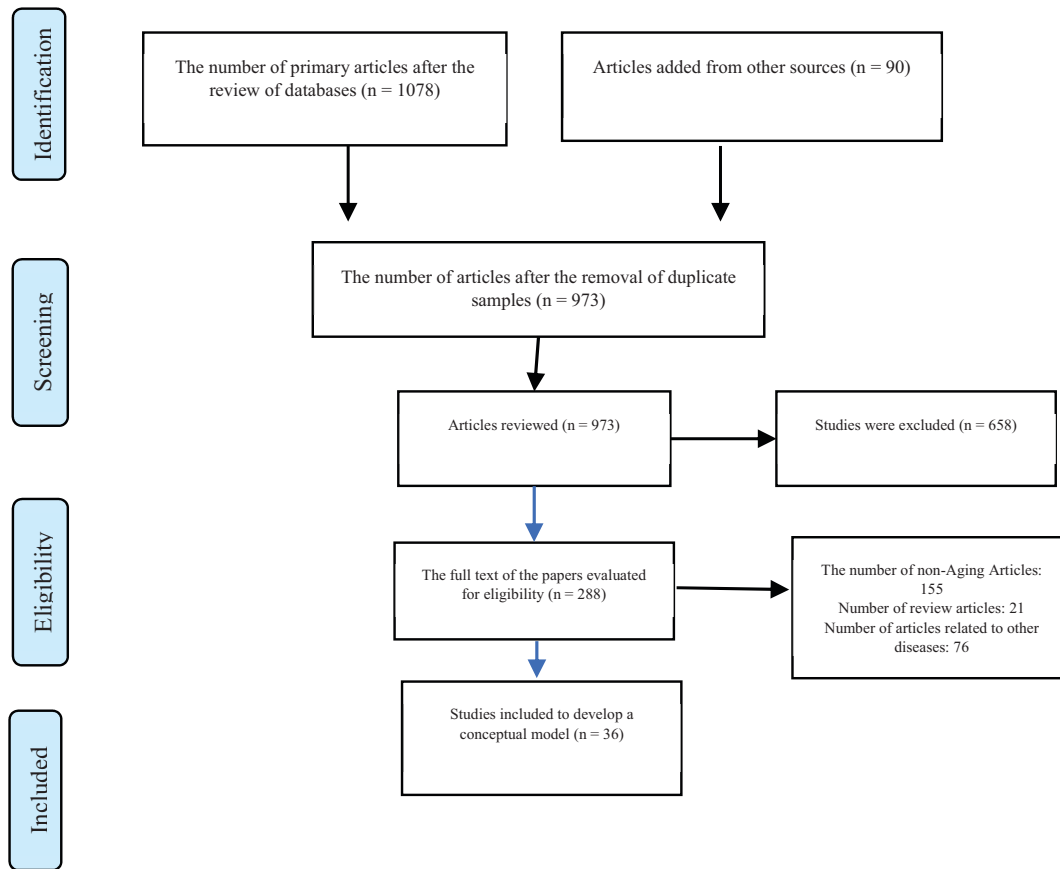 Identification
The number of primary articles after the
review of databases (n = 1078)
Articles added from other sources (n = 90)
Screening
The number of articles after the removal of duplicate
samples (n = 973)
Articles reviewed (n = 973)
Studies were excluded (n = 658)
Eligibility
The full text of the papers evaluated
for eligibility (n = 288)
The number of non-Aging Articles:
155
Number of review articles: 21
Number of articles related to other
diseases: 76
Included
Studies included to develop a
conceptual model (n = 36)